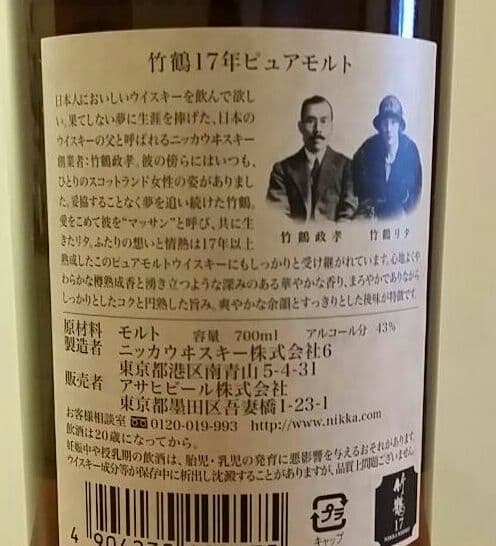 竹鶴17年ピュアモルト
日本人においしいウイスキーを飲んで欲し
い。果てしない夢に生涯を捧げた、日本の
ウイスキーの父と呼ばれるニッカウヰスキー
創業者：竹鶴政孝。彼の傍らにはいつも、
ひとりのスコットランド女性の姿がありまし
た。妥協することなく夢を追い続けた竹鶴。
愛をこめて彼を“マッサン”と呼び、共に生
きたリタ。ふたりの想いと情熱は17年以上
熟成したこのピュアモルトウイスキーにもしっかりと受け継がれています。心地よくや
わらかな樽熟成香と湧き立つような深みのある華やかな香り、まろやかでありながら
しっかりとしたコクと円熟した旨み。爽やかな余韻とすっきりとした後味が特徴です。
竹鶴政孝 竹鶴リタ
原材料 モルト 容量 700ml アルコール分 43%
製造者 ニッカウヰスキー株式会社6
東京都港区南青山5-4-31
販売者 アサヒビール株式会社
東京都墨田区吾妻橋1-23-1
お客様相談室 0120-019-993 http://www.nikka.com/
飲酒は20歳になってから。
妊娠中や授乳期の飲酒は、胎児・乳児の発育に悪影響を与えるおそれがあります。
ウイスキー成分等が保存中に析出し沈澱することがありますが、品質上問題ございません。
プラ
キャップ
竹鶴
17
NIKKA WHISKY